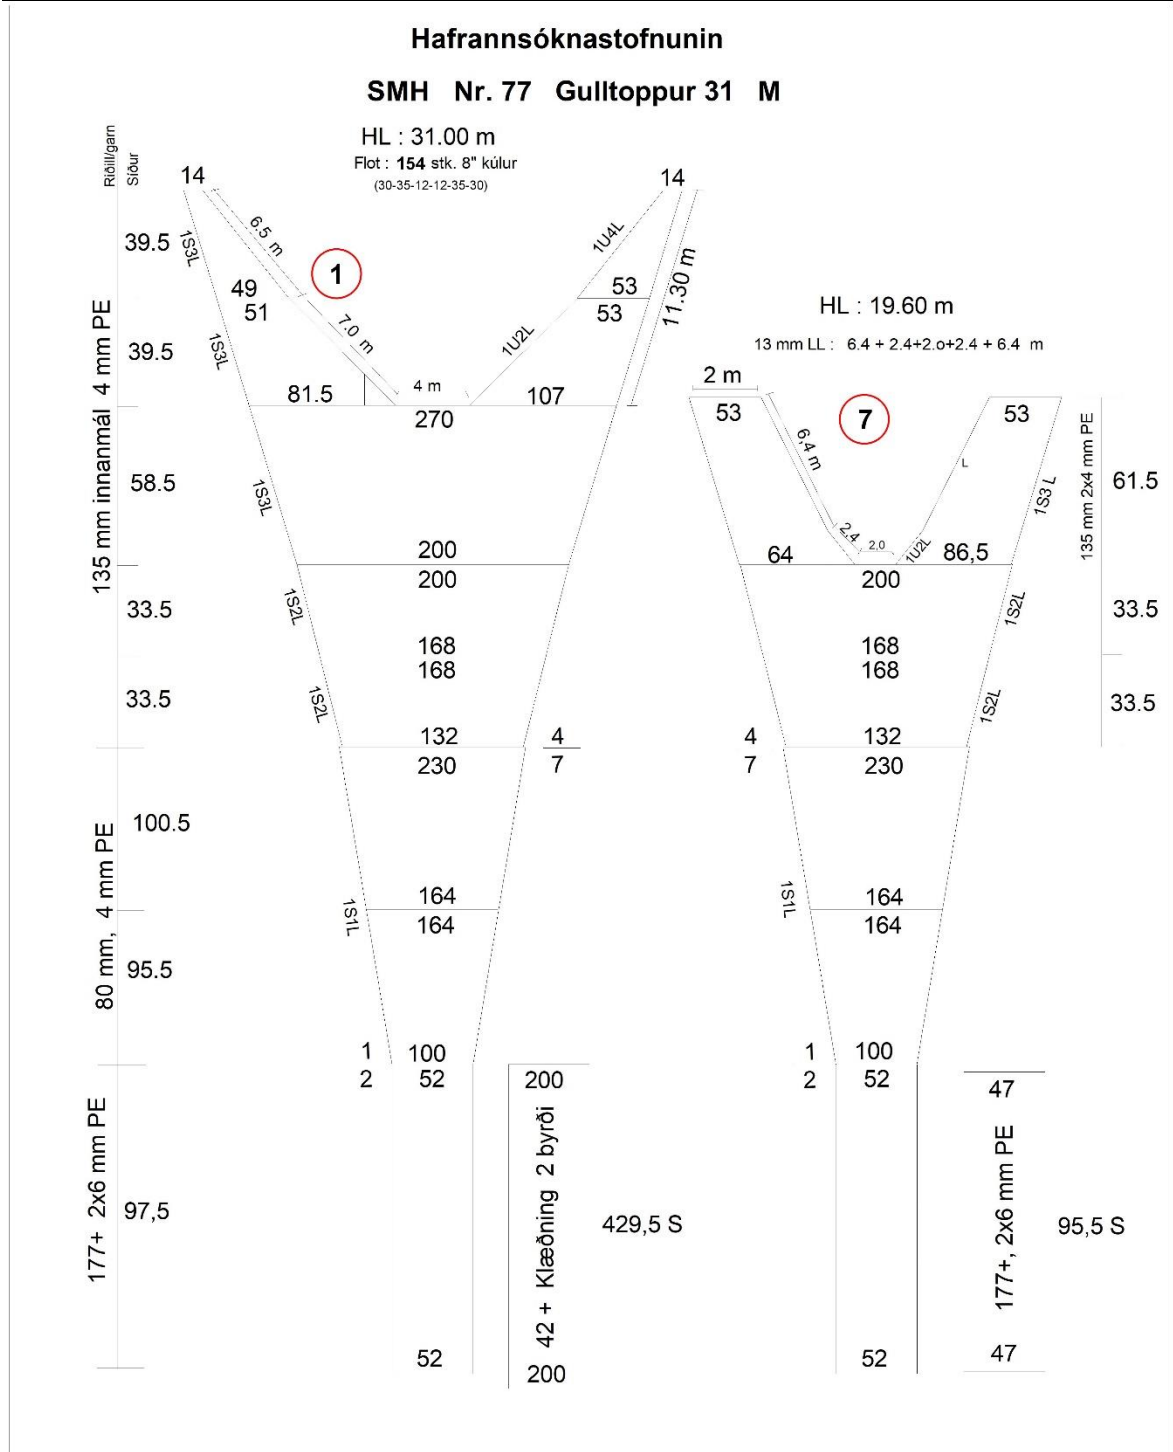 Hafrannsóknastofnunin
SMH Nr. 77 Gulltoppur 31 M
HL : 31.00 m
Flot : 154 stk. 8" kúlur
(30-35-12-12-35-30)
Riðill/garn
Síður
14
14
39.5
1S3L
6.5 m
1
1U4L
49
51
53
53
11.30 m
39.5
1S3L
7.0 m
1U2L
4 m
81.5
107
270
135 mm innanmál 4 mm PE
58.5
1S3L
200
200
33.5
1S2L
168
168
33.5
1S2L
132
230
4
7
80 mm, 4 mm PE
100.5
164
164
1S1L
95.5
1
2
100
52
177+ 2x6 mm PE
97,5
52
200
42 + Klæðning 2 byrði
200
429,5 S
HL : 19.60 m
13 mm LL : 6.4 + 2.4+2.o+2.4 + 6.4 m
2 m
53
7
53
6,4 m
L
1S3 L
135 mm 2x4 mm PE
61.5
2.4
2.0
1U2L
64
86,5
200
1S2L
33.5
168
168
1S2L
33.5
4
7
132
230
1S1L
164
164
1
2
100
52
52
47
177+, 2x6 mm PE
47
95,5 S